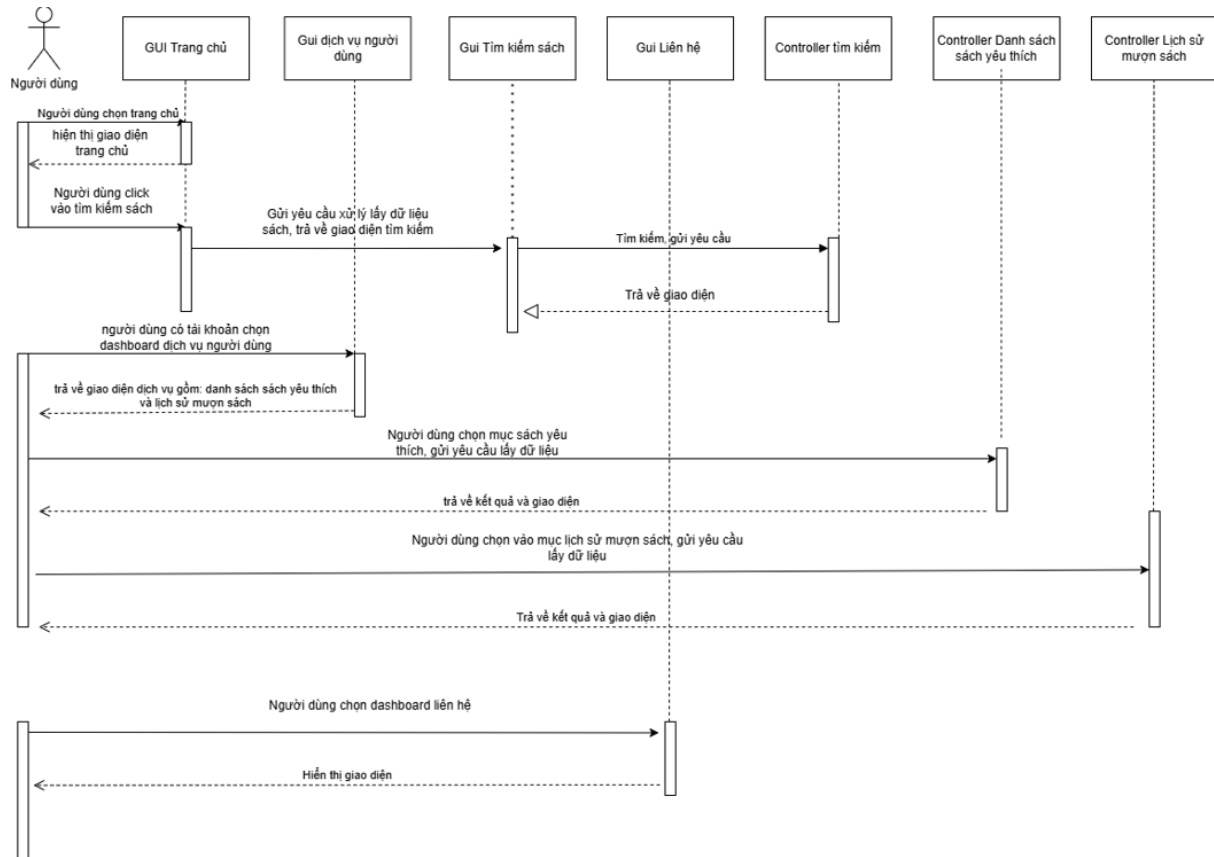 GUI Trang chủ
Gui dịch vụ người
dùng
Gui Tìm kiếm sách
Gui Liên hệ
Controller tìm kiếm
Controller Danh sách
sách yêu thích
Controller Lịch sử
mượn sách
Người dùng
Người dùng chọn trang chủ
hiện thị giao diện
trang chủ
Người dùng click
vào tìm kiếm sách
Gửi yêu cầu xử lý lấy dữ liệu
sách, trả về giao diện tìm kiếm
Tìm kiếm, gửi yêu cầu
Trả về giao diện
người dùng có tài khoản chọn
dashboard dịch vụ người dùng
trả về giao diện dịch vụ gồm: danh sách sách yêu thích
và lịch sử mượn sách
Người dùng chọn mục sách yêu
thích, gửi yêu cầu lấy dữ liệu
trả về kết quả và giao diện
Người dùng chọn vào mục lịch sử mượn sách, gửi yêu cầu
lấy dữ liệu
Trả về kết quả và giao diện
Người dùng chọn dashboard liên hệ
Hiển thị giao diện